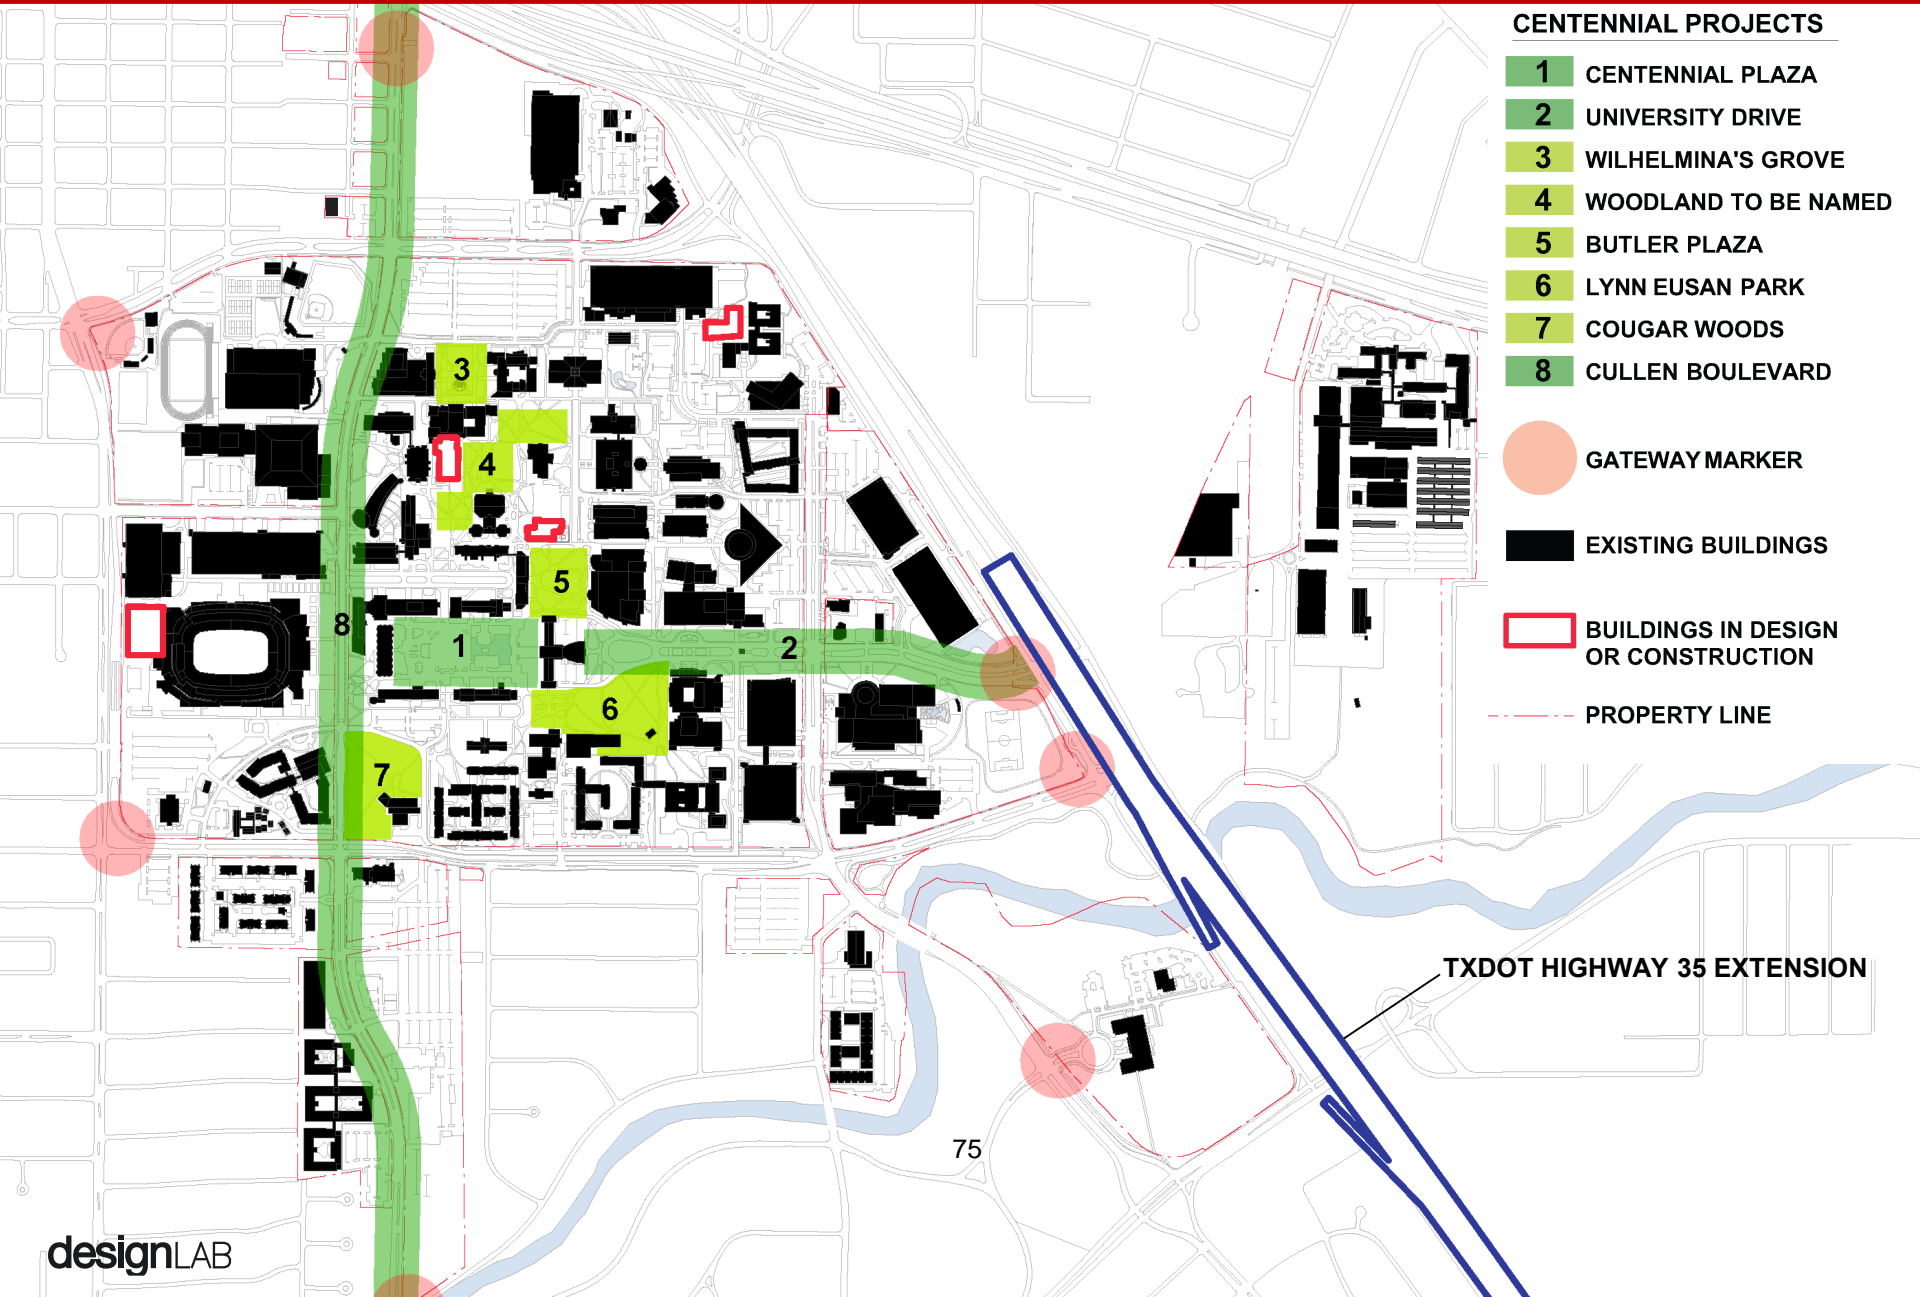 CENTENNIAL PROJECTS
1 CENTENNIAL PLAZA
2 UNIVERSITY DRIVE
3 WILHELMINA'S GROVE
4 WOODLAND TO BE NAMED
5 BUTLER PLAZA
6 LYNN EUSAN PARK
7 COUGAR WOODS
8 CULLEN BOULEVARD
GATEWAY MARKER
EXISTING BUILDINGS
BUILDINGS IN DESIGN
OR CONSTRUCTION
PROPERTY LINE
3
4
5
8
1
2
6
7
TXDOT HIGHWAY 35 EXTENSION
75
designLAB